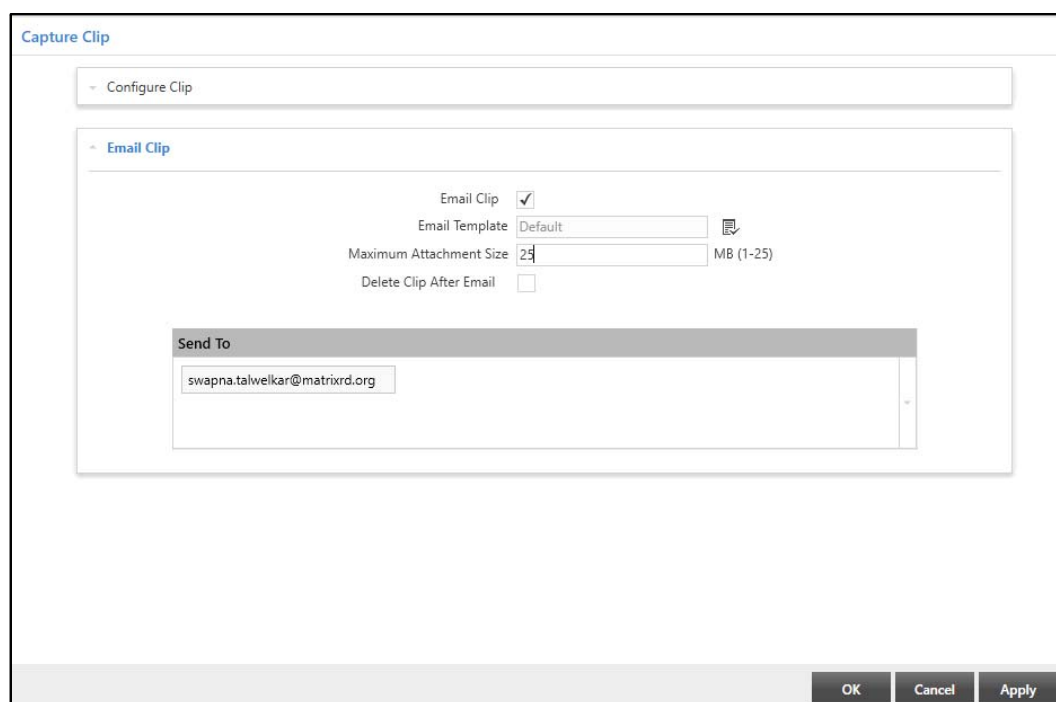 Capture Clip
Configure Clip
Email Clip
Email Clip
Email Template Default
Maximum Attachment Size 25 MB (1-25)
Delete Clip After Email
Send To
swapna.talwelkar@matrixrd.org
OK Cancel Apply